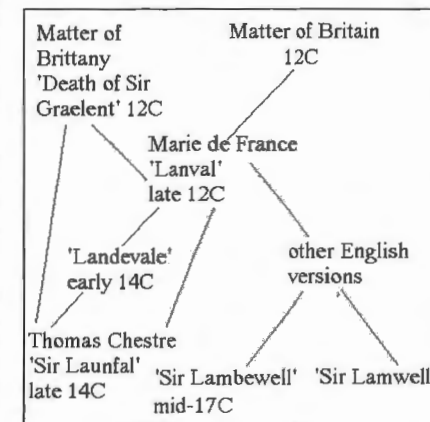 Matter of
Brittany
'Death of Sir
Graelent' 12C
Matter of Britain
12C
Marie de France
'Lanval'
late 12C
'Landevale'
early 14C
other English
versions
Thomas Chestre
'Sir Launfal'
late 14C
'Sir Lambewell'
mid-17C
'Sir Lamwell